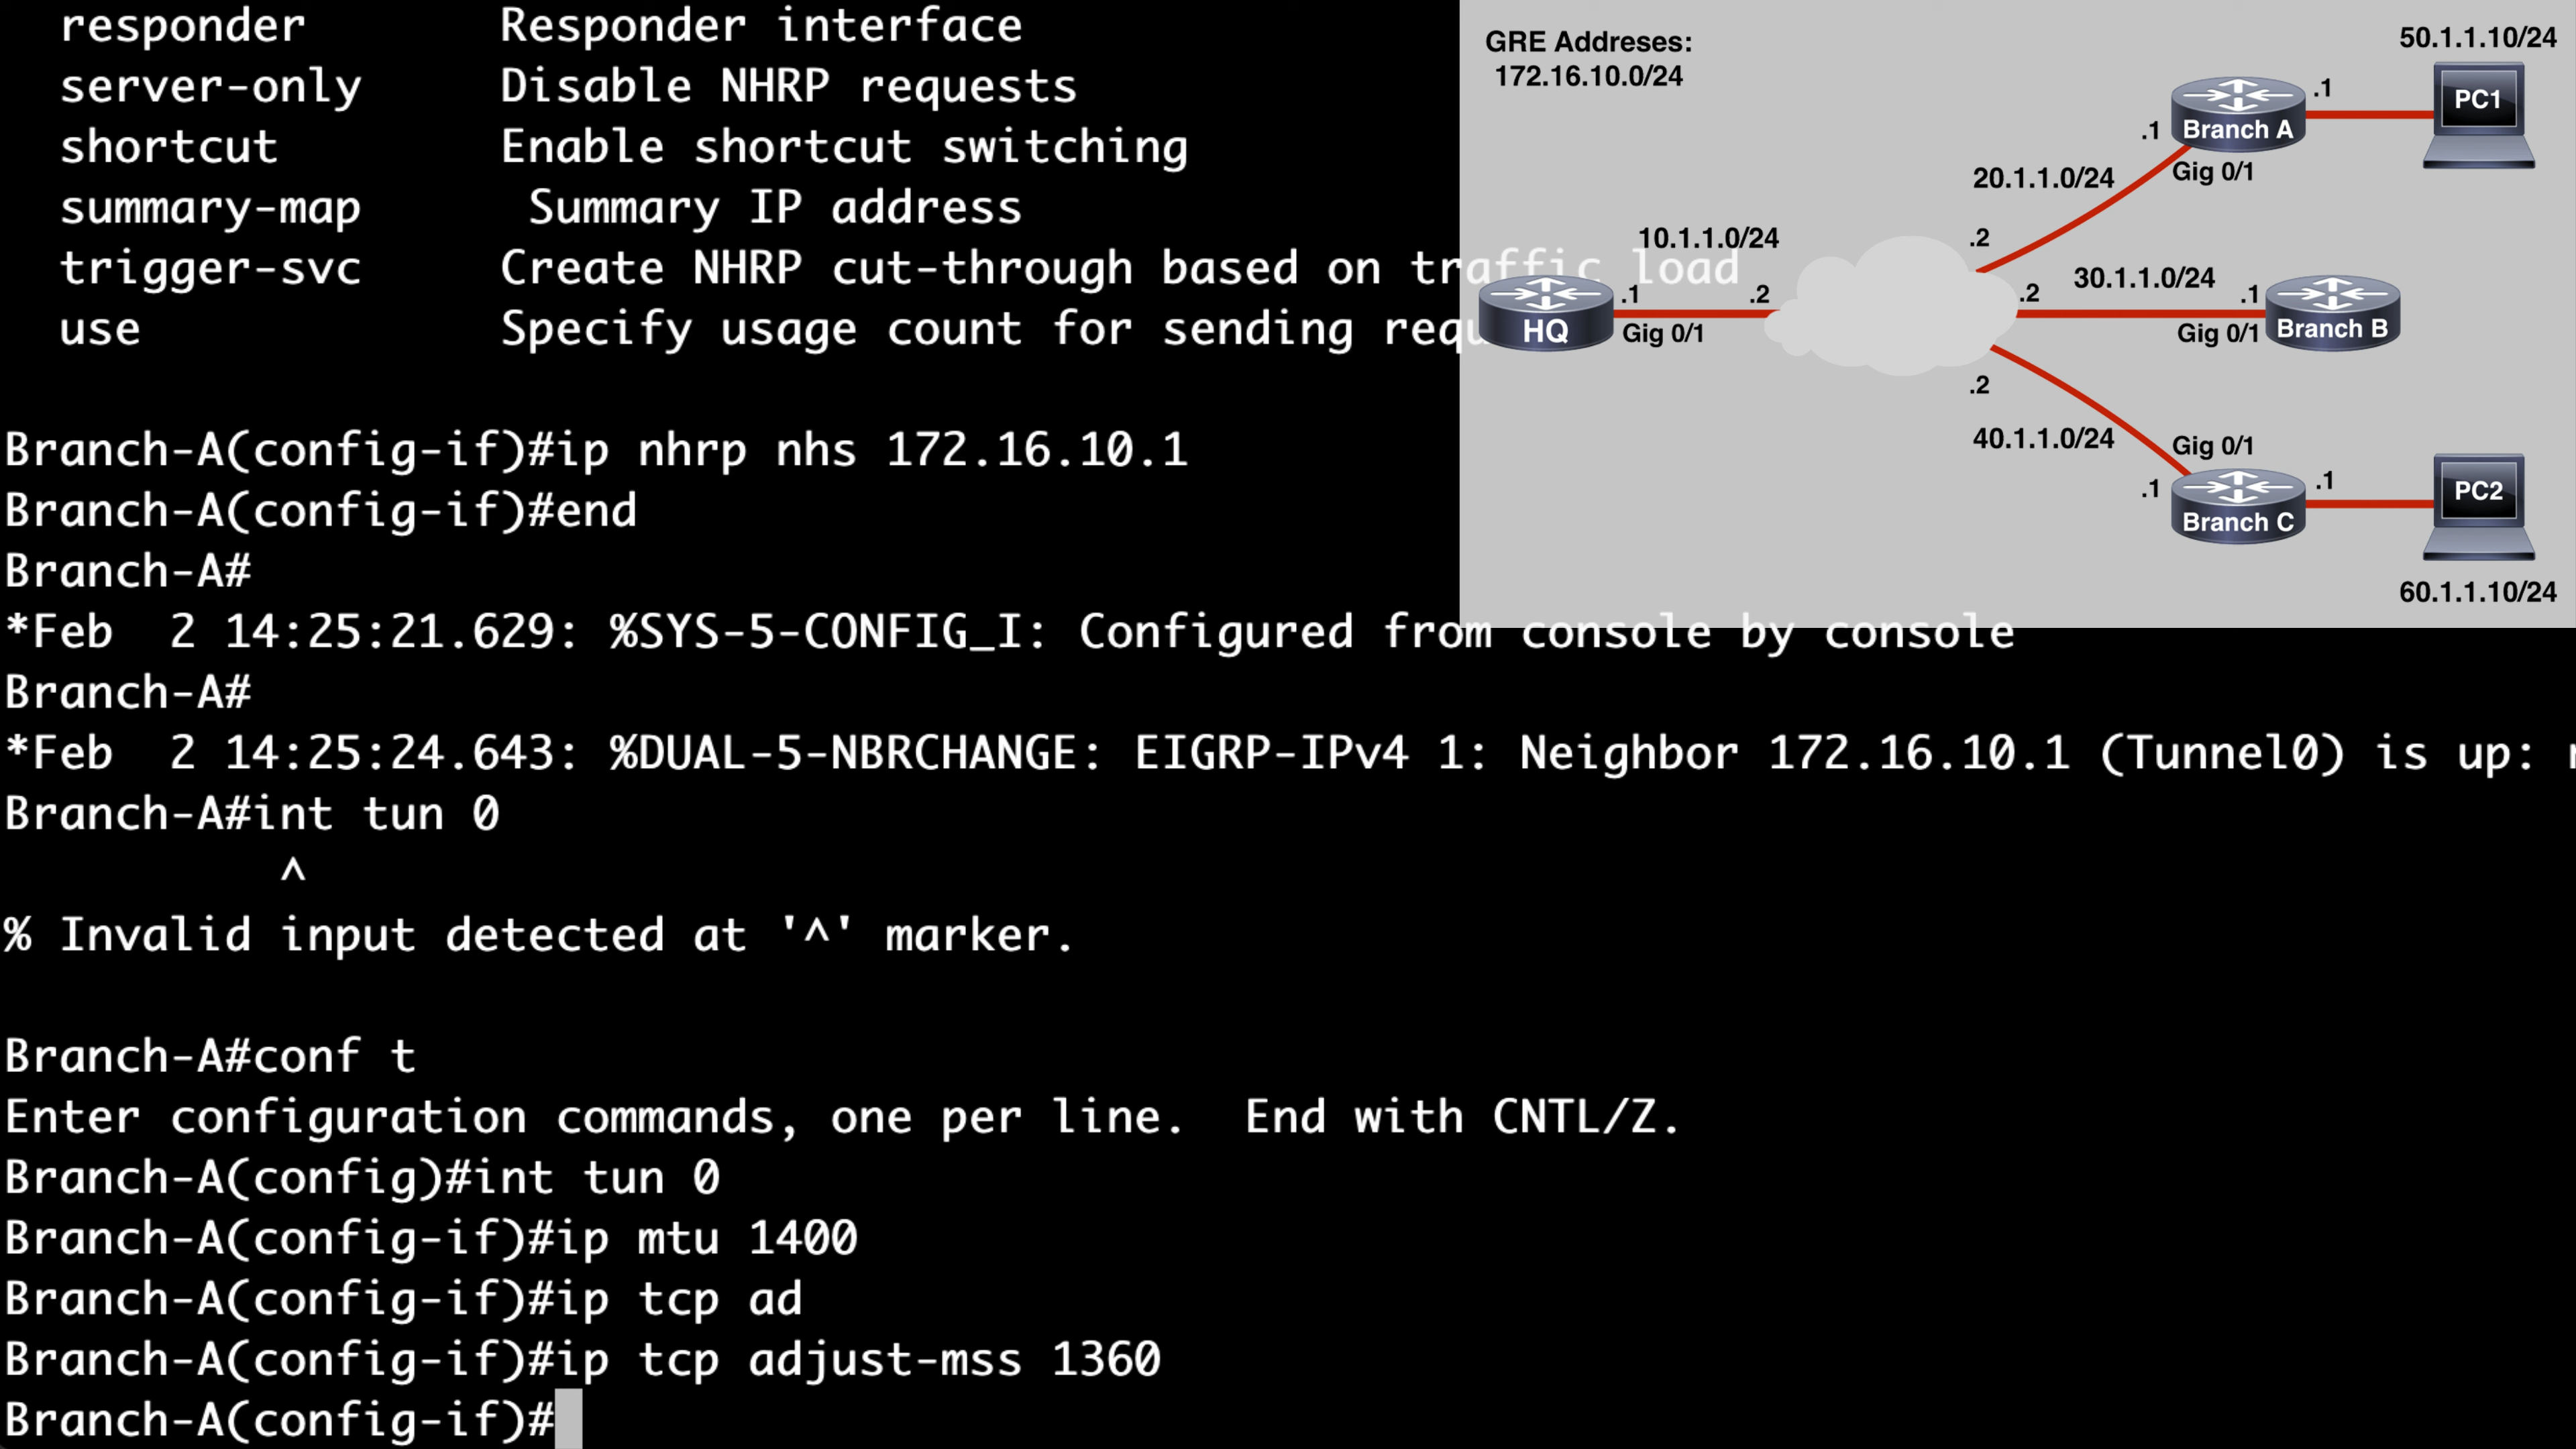 responder Responder interface
server-only Disable NHRP requests
shortcut Enable shortcut switching
summary-map Summary IP address
trigger-svc Create NHRP cut-through based on traffic load
use Specify usage count for sending requ
Branch-A(config-if)#ip nhrp nhs 172.16.10.1
Branch-A(config-if)#end
Branch-A#
*Feb  2 14:25:21.629: %SYS-5-CONFIG_I: Configured from console by console
Branch-A#
*Feb  2 14:25:24.643: %DUAL-5-NBRCHANGE: EIGRP-IPv4 1: Neighbor 172.16.10.1 (Tunnel0) is up:
Branch-A#int tun 0
^
% Invalid input detected at '^' marker.
Branch-A#conf t
Enter configuration commands, one per line.  End with CNTL/Z.
Branch-A(config)#int tun 0
Branch-A(config-if)#ip mtu 1400
Branch-A(config-if)#ip tcp ad
Branch-A(config-if)#ip tcp adjust-mss 1360
Branch-A(config-if)#
GRE Addreses:
172.16.10.0/24
50.1.1.10/24
PC1
.1
Branch A
.1
Gig 0/1
20.1.1.0/24
.2
10.1.1.0/24
HQ
.1
Gig 0/1
.2
.2
30.1.1.0/24
.1
Gig 0/1
Branch B
.2
40.1.1.0/24
Gig 0/1
.1
Branch C
.1
PC2
60.1.1.10/24